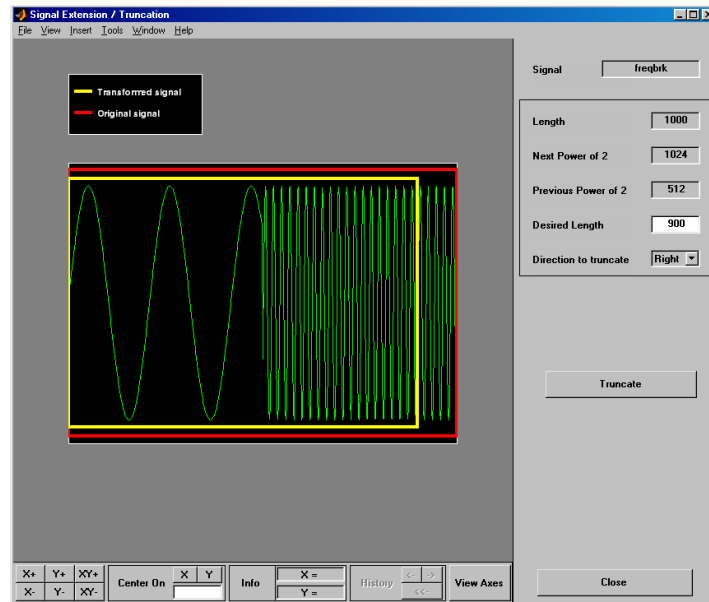 Signal Extension / Truncation
File View Insert Tools Window Help
Transforrred signal
Original signal
Signal freqbrk
Length 1000
Next Power of 2 1024
Previous Power of 2 512
Desired Length 900
Direction to truncate Right
Truncate
X+ Y+ XY+
X- Y- XY-
Center On X Y
Info X =
Y =
History <- ->
<<-
View Axes
Close